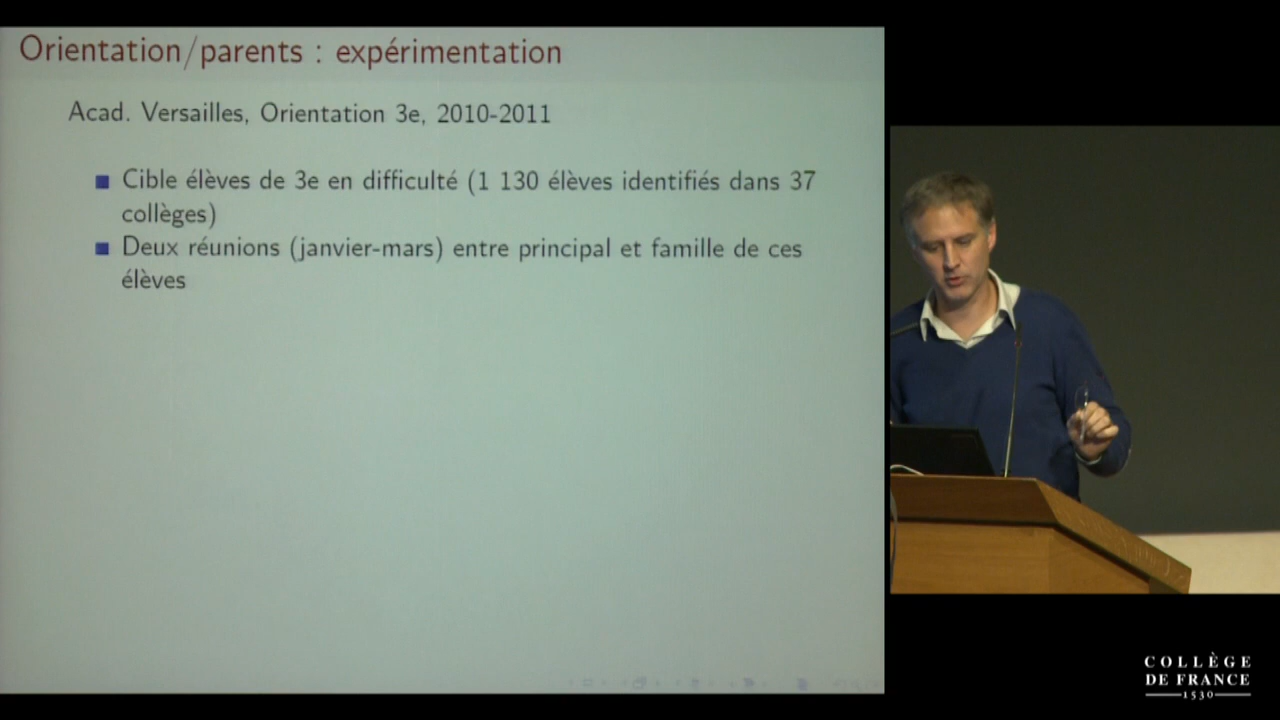 Orientation/parents : expérimentation
Acad. Versailles, Orientation 3e, 2010-2011
Cible élèves de 3e en difficulté (1 130 élèves identifiés dans 37
collèges)
Deux réunions (janvier-mars) entre principal et famille de ces
élèves
COLLÈGE
DE FRANCE
1530